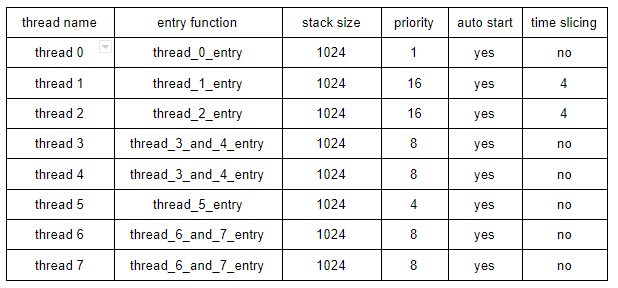 thread name entry function stack size priority auto start time slicing
thread 0 thread_0_entry 1024 1 yes no
thread 1 thread_1_entry 1024 16 yes 4
thread 2 thread_2_entry 1024 16 yes 4
thread 3 thread_3_and_4_entry 1024 8 yes no
thread 4 thread_3_and_4_entry 1024 8 yes no
thread 5 thread_5_entry 1024 4 yes no
thread 6 thread_6_and_7_entry 1024 8 yes no
thread 7 thread_6_and_7_entry 1024 8 yes no